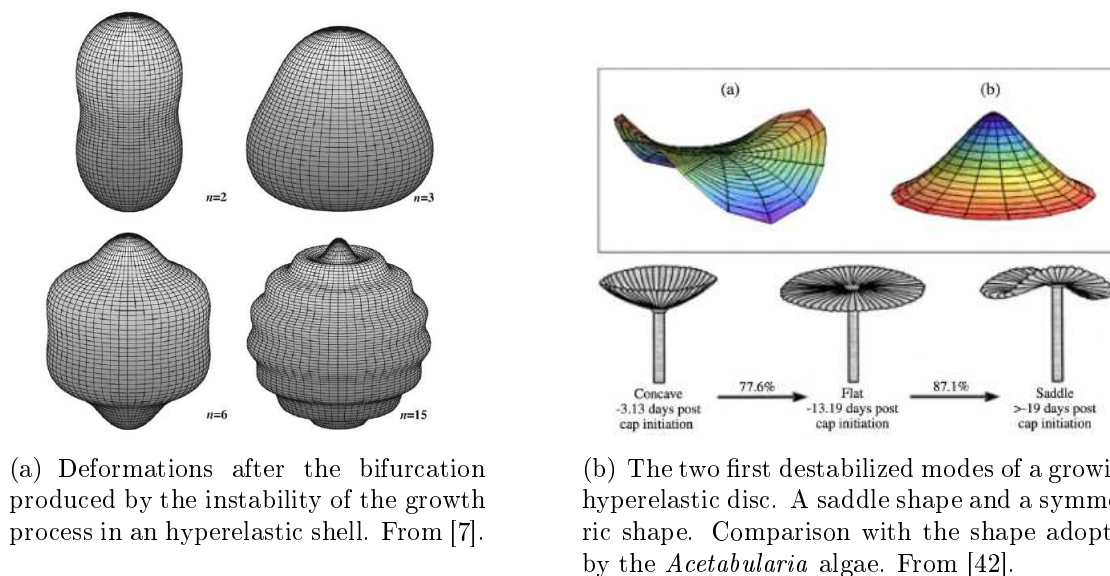 n=2
n=3
n=6
n=15
(a) Deformations after the bifurcation
produced by the instability of the growth
process in an hyperelastic shell. From [7].
(a)
(b)
Concave
-3.13 days post
cap initiation
77.6%
Flat
-13.19 days post
cap initiation
87.1%
Saddle
>-19 days post
cap initiation
(b) The two first destabilized modes of a growi
hyperelastic disc. A saddle shape and a symme
ric shape. Comparison with the shape adopt
by the Acetabularia algae. From [42].